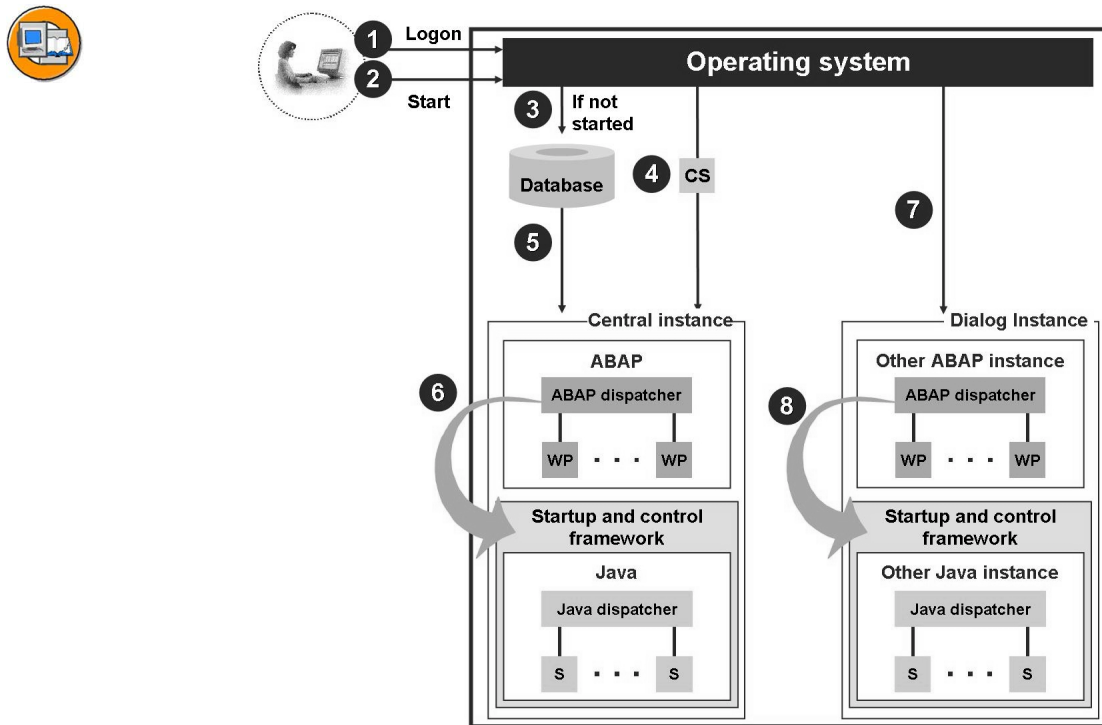 1
Logon
2
Start
Operating system
3
If not
started
Database
4
CS
5
7
Central instance
Dialog Instance
ABAP
ABAP dispatcher
WP . . . WP
6
Other ABAP instance
ABAP dispatcher
WP . . . WP
8
Startup and control
framework
Java
Java dispatcher
S . . . S
Startup and control
framework
Other Java instance
Java dispatcher
S . . . S